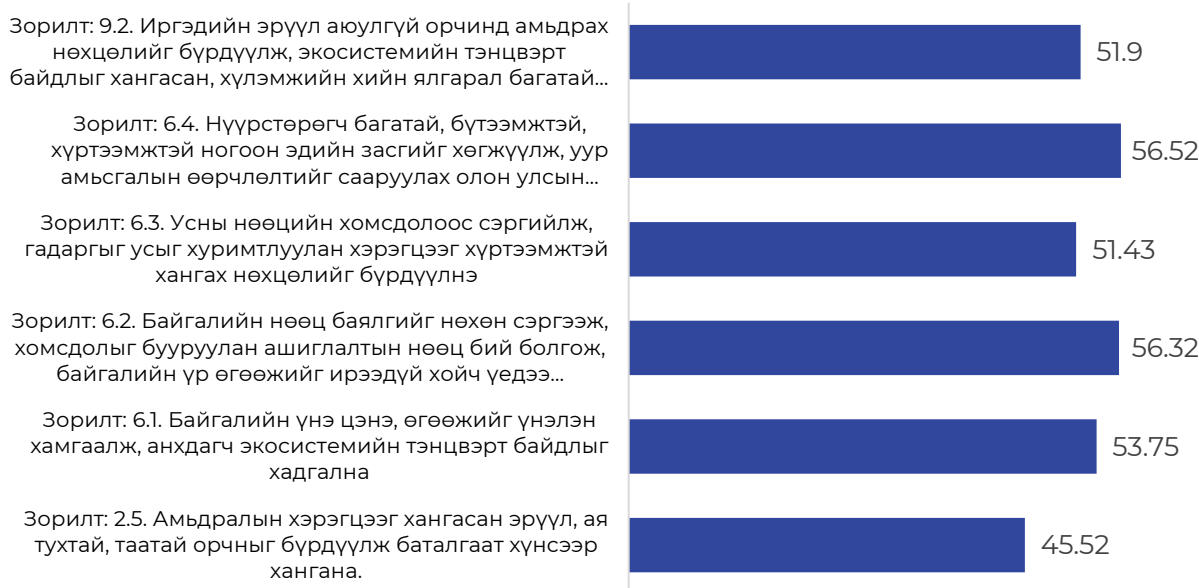 Зорилт: 9.2. Иргэдийн эрүүл аюулгүй орчинд амьдрах
нөхцөлийг бүрдүүлж, экосистемийн тэнцвэрт
байдлыг хангасан, хүлэмжийн хийн ялгарал багатай...
51.9
Зорилт: 6.4. Нүүрстөрөгч багатай, бүтээмжтэй,
хүртээмжтэй ногоон эдийн засгийг хөгжүүлж, уур
амьсгалын өөрчлөлтийг сааруулах олон улсын...
56.52
Зорилт: 6.3. Усны нөөцийн хомсдолоос сэргийлж,
гадаргыг усыг хуримтлуулан хэрэгцээг хүртээмжтэй
хангах нөхцөлийг бүрдүүлнэ
51.43
Зорилт: 6.2. Байгалийн нөөц баялгийг нөхөн сэргээж,
хомсдолыг бууруулан ашиглалтын нөөц бий болгож,
байгалийн үр өгөөжийг ирээдүй хойч үедээ...
56.32
Зорилт: 6.1. Байгалийн үнэ цэнэ, өгөөжийг үнэлэн
хамгаалж, анхдагч экосистемийн тэнцвэрт байдлыг
хадгална
53.75
Зорилт: 2.5. Амьдралын хэрэгцээг хангасан эрүүл, ая
тухтай, таатай орчныг бүрдүүлж баталгаат хүнсээр
хангана.
45.52